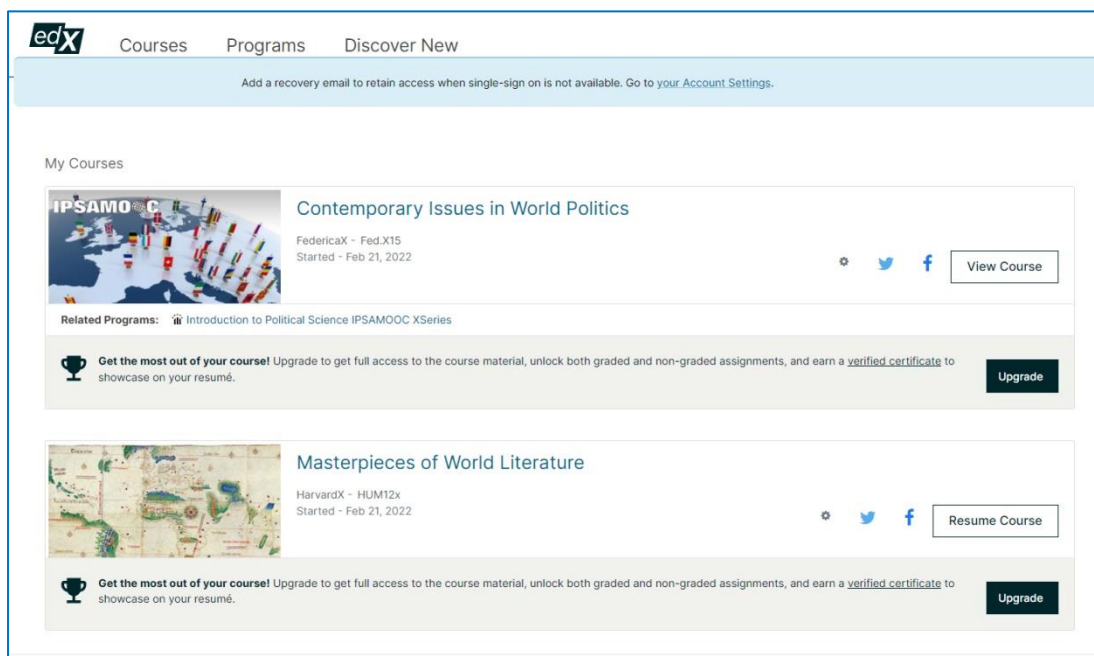 edX
Courses Programs Discover New
Add a recovery email to retain access when single-sign on is not available. Go to your Account Settings.
My Courses
IPSAMOOC
Contemporary Issues in World Politics
FedericaX - Fed.X15
Started - Feb 21, 2022
View Course
Related Programs: Introduction to Political Science IPSAMOOC XSeries
Get the most out of your course! Upgrade to get full access to the course material, unlock both graded and non-graded assignments, and earn a verified certificate to
showcase on your resumé.
Upgrade
Masterpieces of World Literature
HarvardX - HUM12x
Started - Feb 21, 2022
Resume Course
Get the most out of your course! Upgrade to get full access to the course material, unlock both graded and non-graded assignments, and earn a verified certificate to
showcase on your resumé.
Upgrade